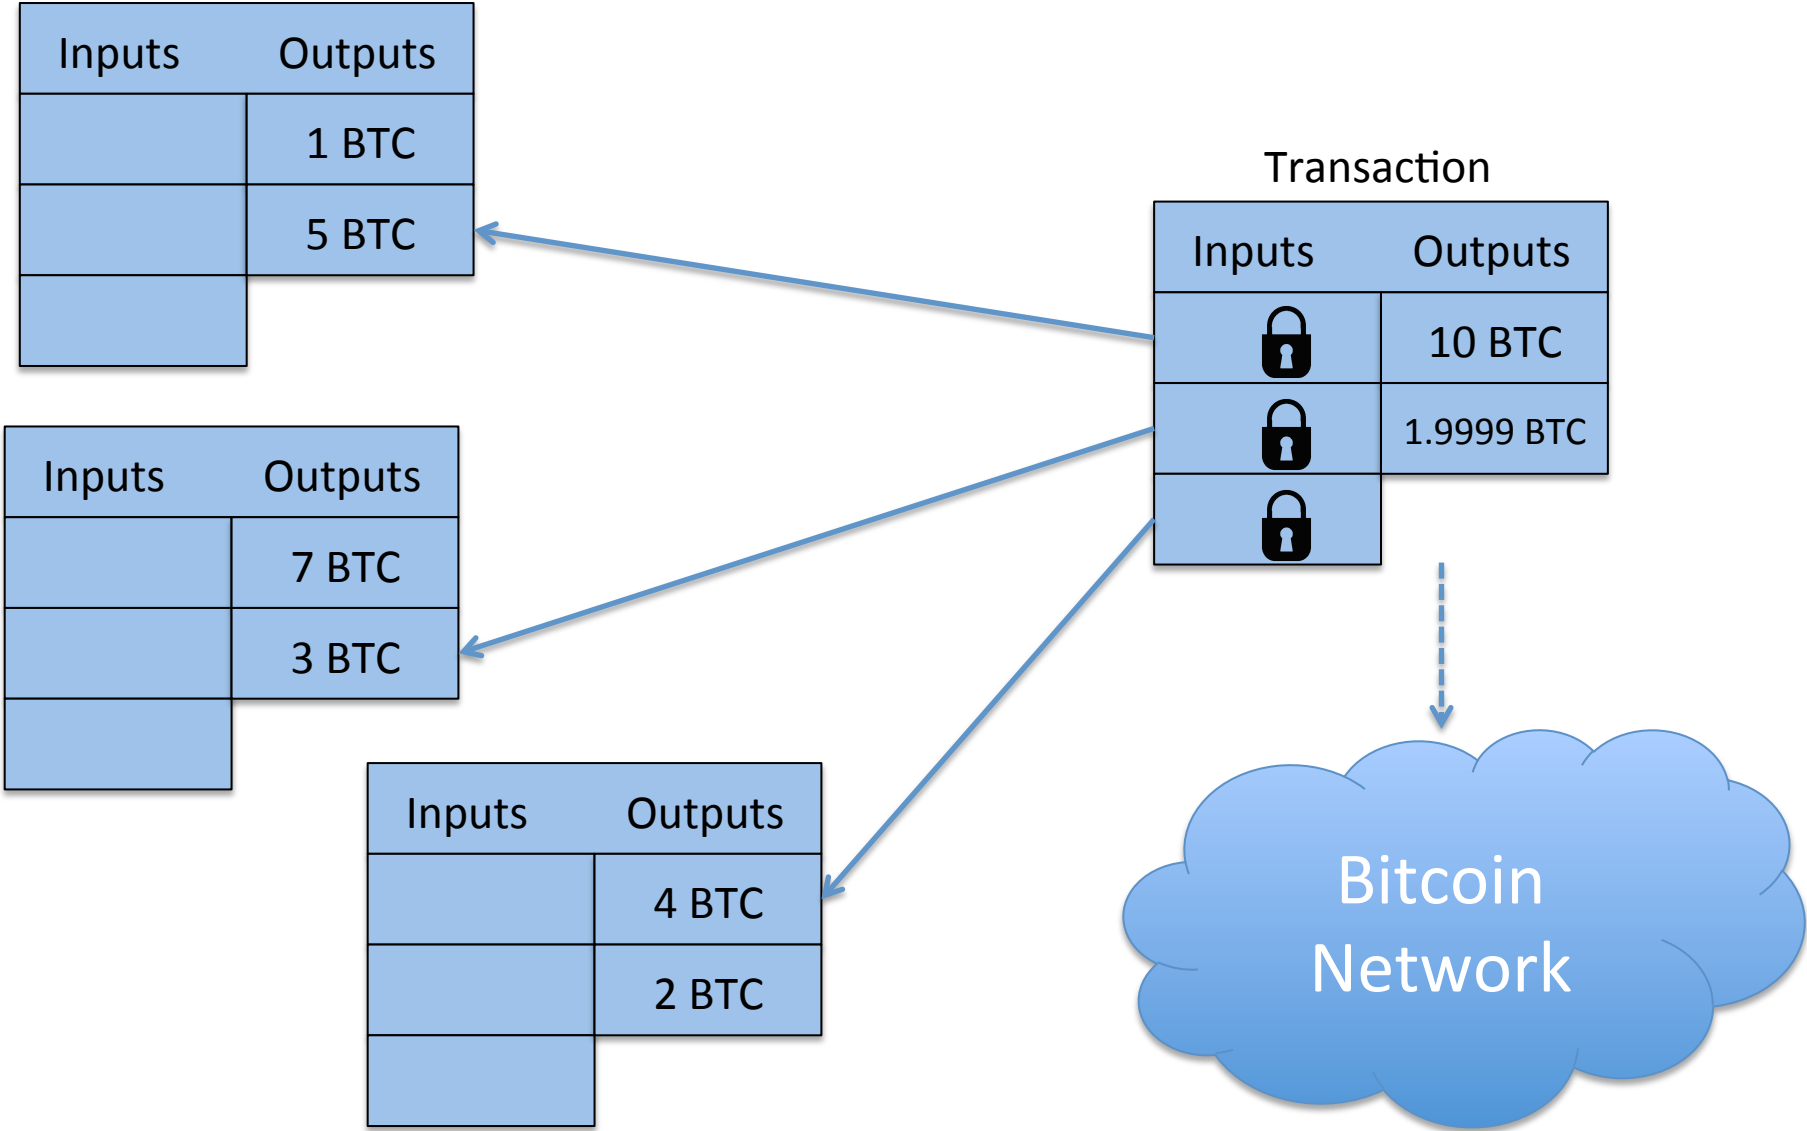 Inputs Outputs
1 BTC
5 BTC
Transaction
Inputs Outputs
10 BTC
1.9999 BTC
Inputs Outputs
7 BTC
3 BTC
Inputs Outputs
4 BTC
2 BTC
Bitcoin
Network